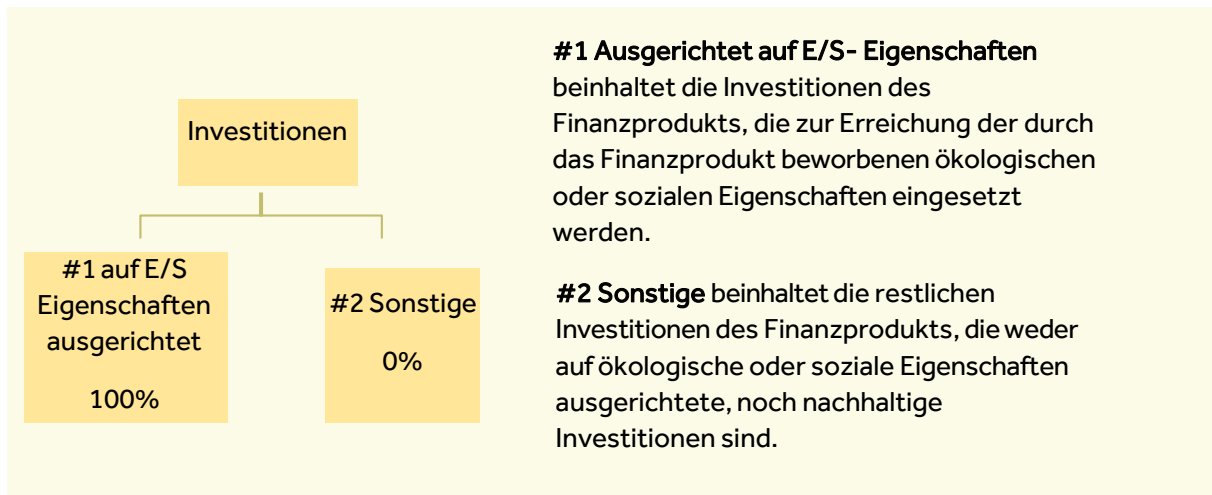 Investitionen
#1 auf E/S
Eigenschaften
ausgerichtet
100%
#2 Sonstige
0%
#1 Ausgerichtet auf E/S- Eigenschaften
beinhaltet die Investitionen des
Finanzprodukts, die zur Erreichung der durch
das Finanzprodukt beworbenen ökologischen
oder sozialen Eigenschaften eingesetzt
werden.
#2 Sonstige beinhaltet die restlichen
Investitionen des Finanzprodukts, die weder
auf ökologische oder soziale Eigenschaften
ausgerichtete, noch nachhaltige
Investitionen sind.